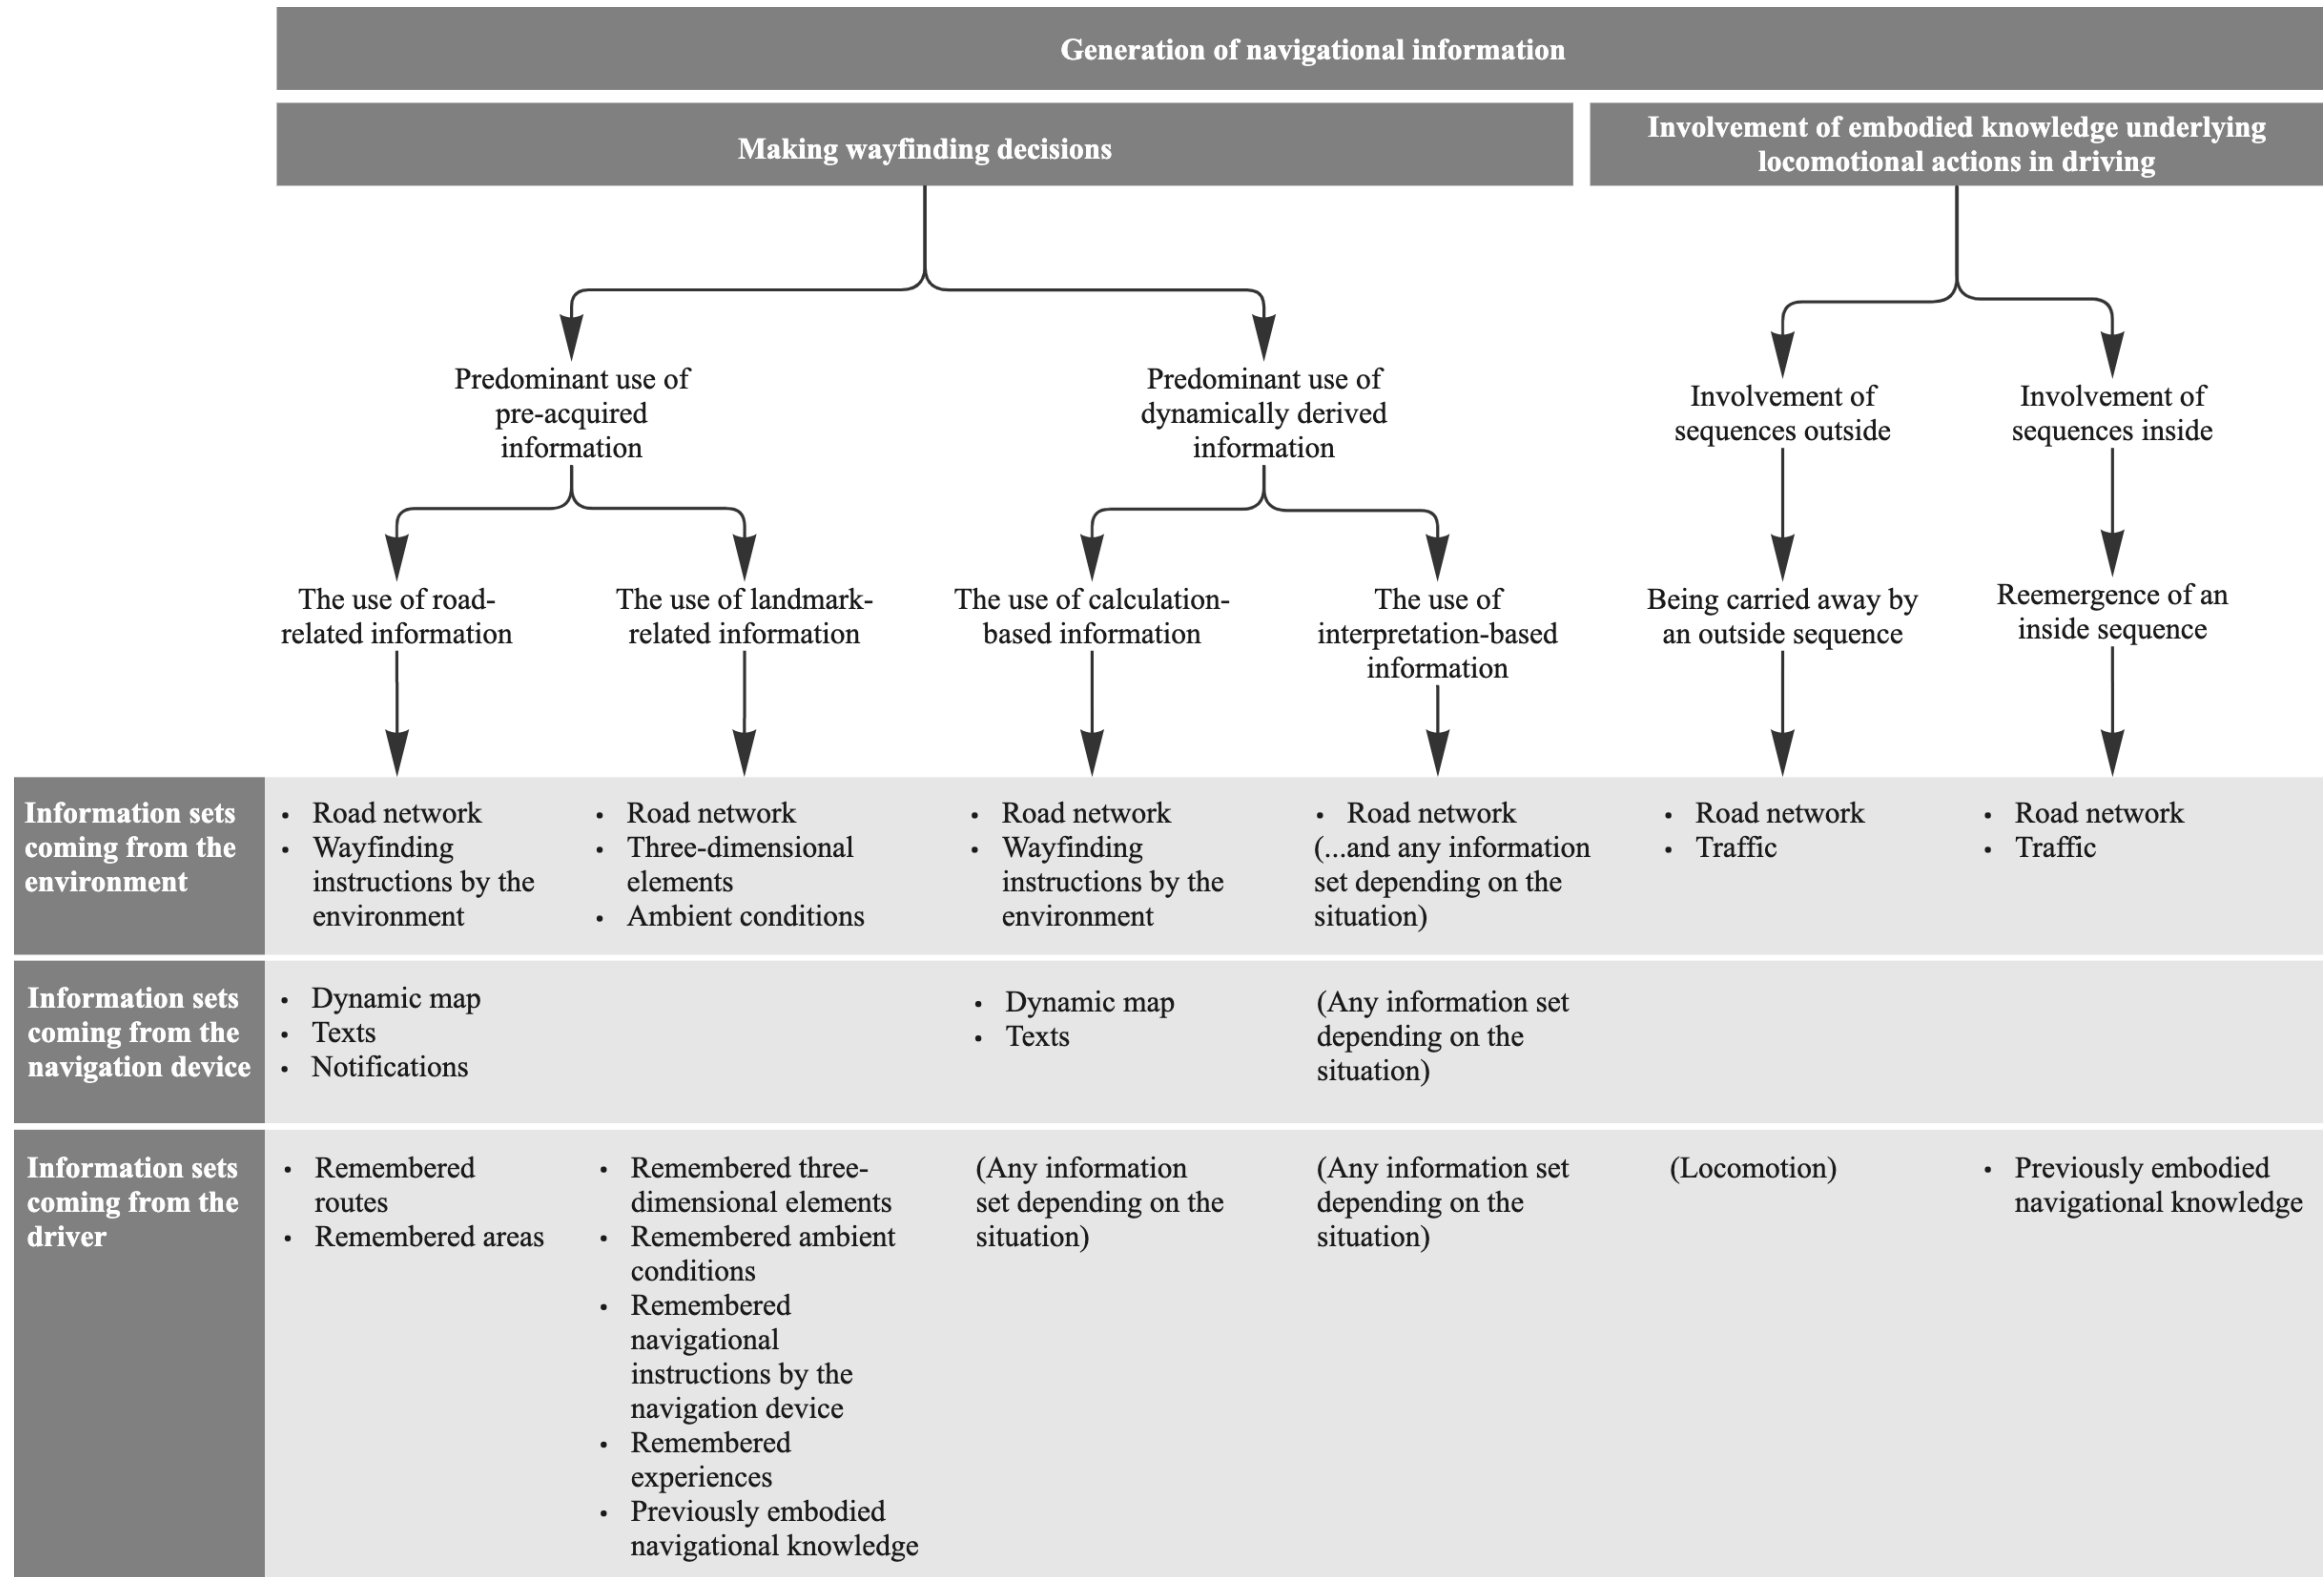 Generation of navigational information
Making wayfinding decisions
Involvement of embodied knowledge underlying
locomotional actions in driving
Predominant use of
pre-acquired
information
Predominant use of
dynamically derived
information
Involvement of
sequences outside
Involvement of
sequences inside
The use of road-
related information
The use of landmark-
related information
The use of calculation-
based information
The use of
interpretation-based
information
Being carried away by
an outside sequence
Reemergence of an
inside sequence
Information sets
coming from the
environment
• Road network
• Wayfinding
instructions by the
environment
• Road network
• Three-dimensional
elements
• Ambient conditions
• Road network
• Wayfinding
instructions by the
environment
• Road network
(...and any information
set depending on the
situation)
• Road network
• Traffic
• Road network
• Traffic
Information sets
coming from the
navigation device
• Dynamic map
• Texts
• Notifications
• Dynamic map
• Texts
(Any information set
depending on the
situation)
Information sets
coming from the
driver
• Remembered
routes
• Remembered areas
• Remembered three-
dimensional elements
• Remembered ambient
conditions
• Remembered
navigational
instructions by the
navigation device
• Remembered
experiences
• Previously embodied
navigational knowledge
(Any information
set depending on the
situation)
(Any information set
depending on the
situation)
(Locomotion)
• Previously embodied
navigational knowledge